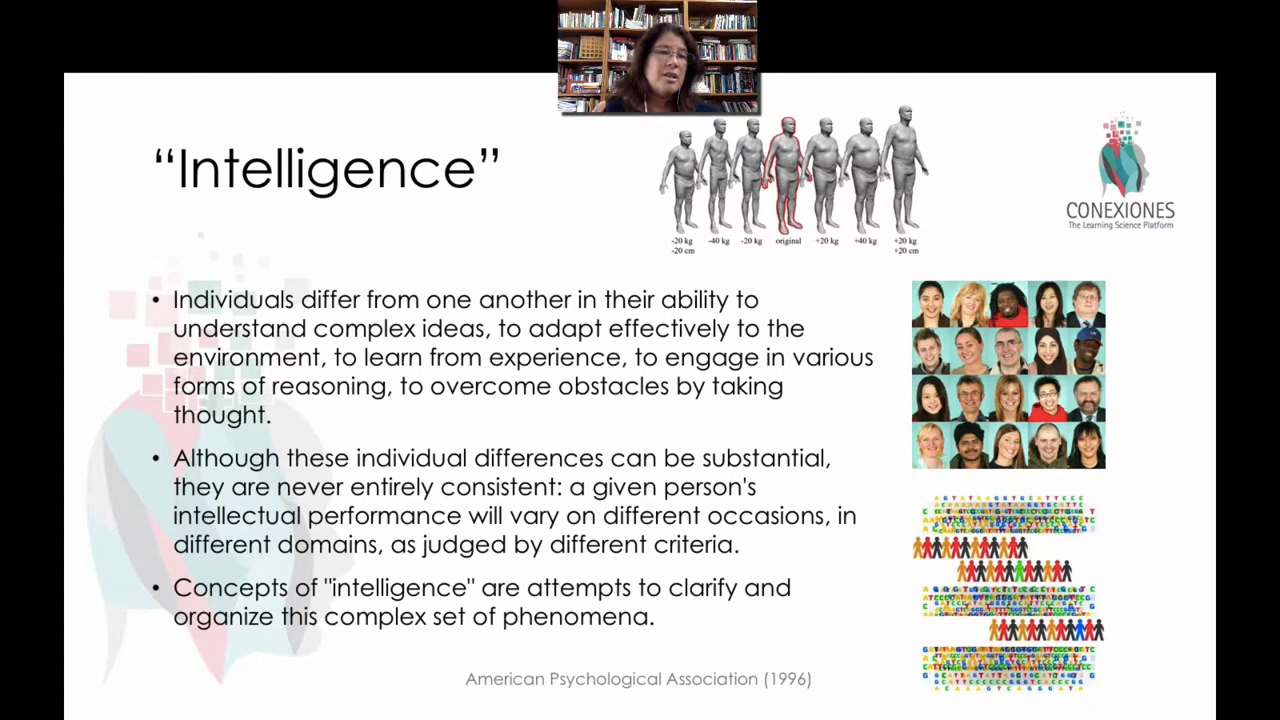 “Intelligence”
-20 kg -40 kg -20 kg original +20 kg +40 kg +20 kg
-20 cm +20 cm
CONEXIONES
The Learning Science Platform
• Individuals differ from one another in their ability to
understand complex ideas, to adapt effectively to the
environment, to learn from experience, to engage in various
forms of reasoning, to overcome obstacles by taking
thought.
• Although these individual differences can be substantial,
they are never entirely consistent: a given person's
intellectual performance will vary on different occasions, in
different domains, as judged by different criteria.
• Concepts of "intelligence" are attempts to clarify and
organize this complex set of phenomena.
American Psychological Association (1996)